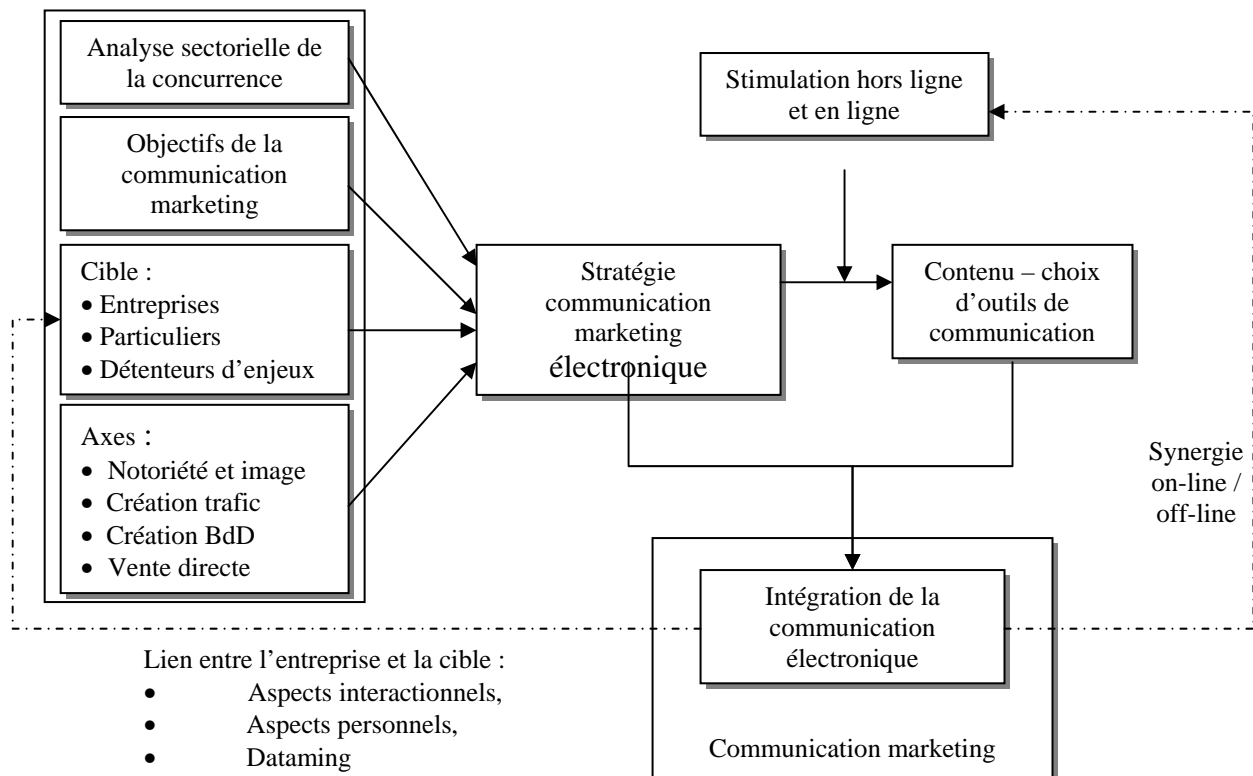 Analyse sectorielle de
la concurrence
Objectifs de la
communication
marketing
Cible :
• Entreprises
• Particuliers
• Détenteurs d’enjeux
Axes :
• Notoriété et image
• Création trafic
• Création BdD
• Vente directe
Stratégie
communication
marketing
électronique
Stimulation hors ligne
et en ligne
Contenu – choix
d’outils de
communication
Synergie
on-line /
off-line
Intégration de la
communication
électronique
Communication marketing
Lien entre l’entreprise et la cible :
• Aspects interactionnels,
• Aspects personnels,
• Dataming